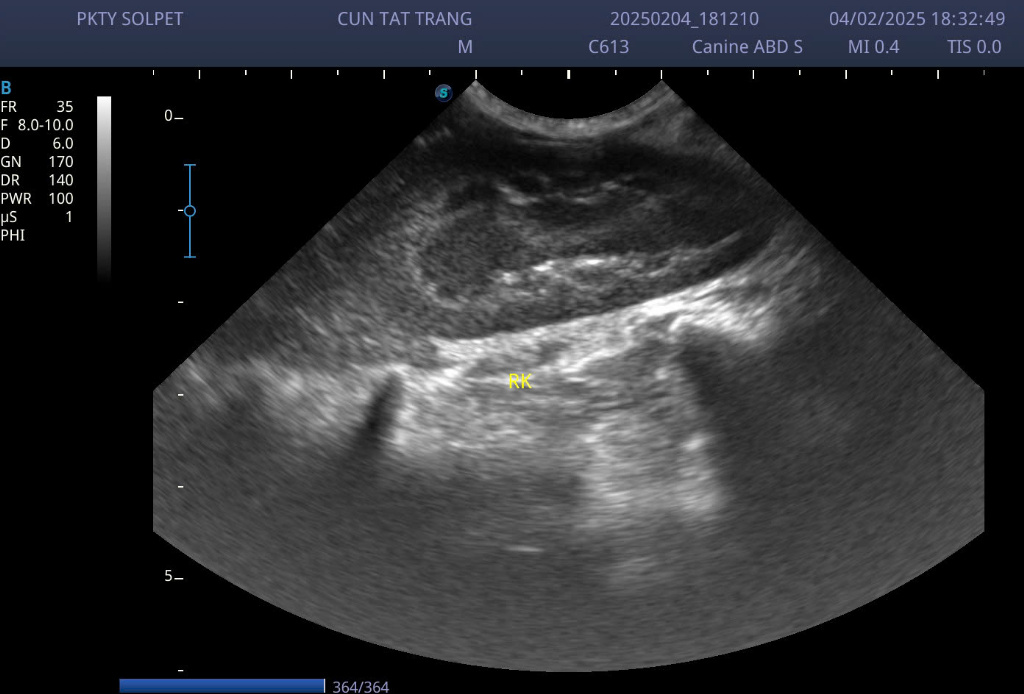 PKTY SOLPET CUN TAT TRANG 20250204_181210 04/02/2025 18:32:49
M C613 Canine ABD S MI 0.4 TIS 0.0
B
FR 35
F 8.0-10.0
D 6.0
GN 170
DR 140
PWR 100
µS 1
PHI
S
0
RK
5
364/364